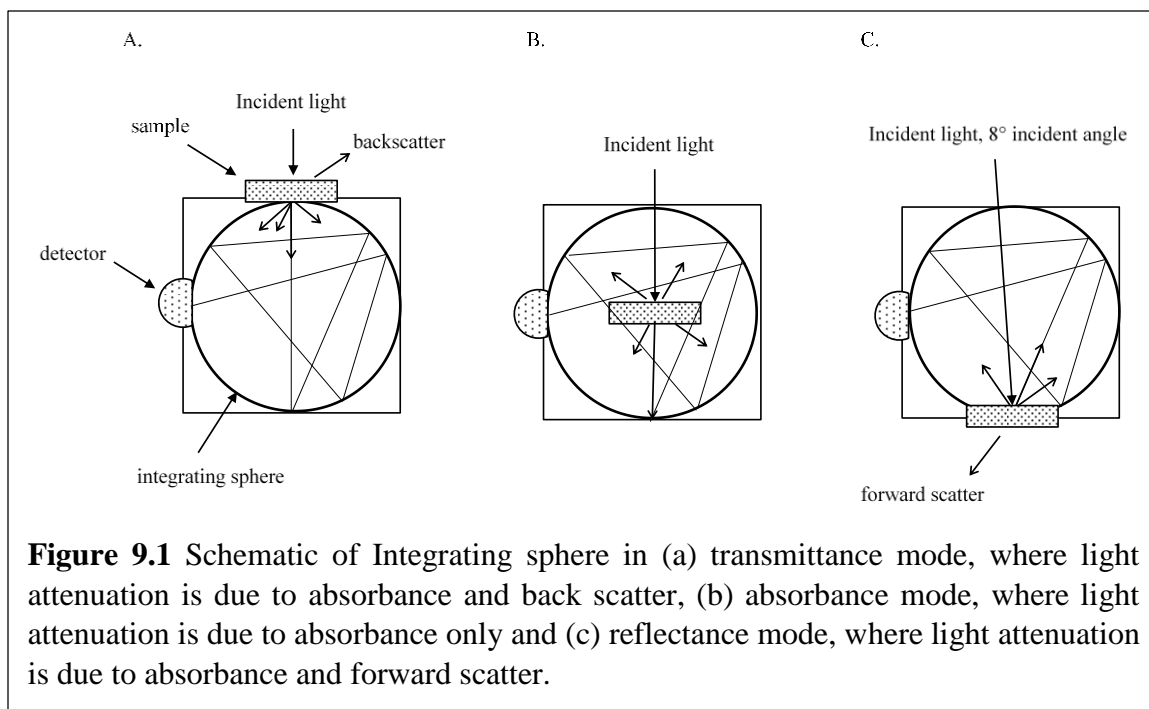 A.
B.
C.
Incident light
sample
backscatter
Incident light
Incident light, 8° incident angle
detector
integrating sphere
forward scatter
Figure 9.1 Schematic of Integrating sphere in (a) transmittance mode, where light
attenuation is due to absorbance and back scatter, (b) absorbance mode, where light
attenuation is due to absorbance only and (c) reflectance mode, where light attenuation
is due to absorbance and forward scatter.